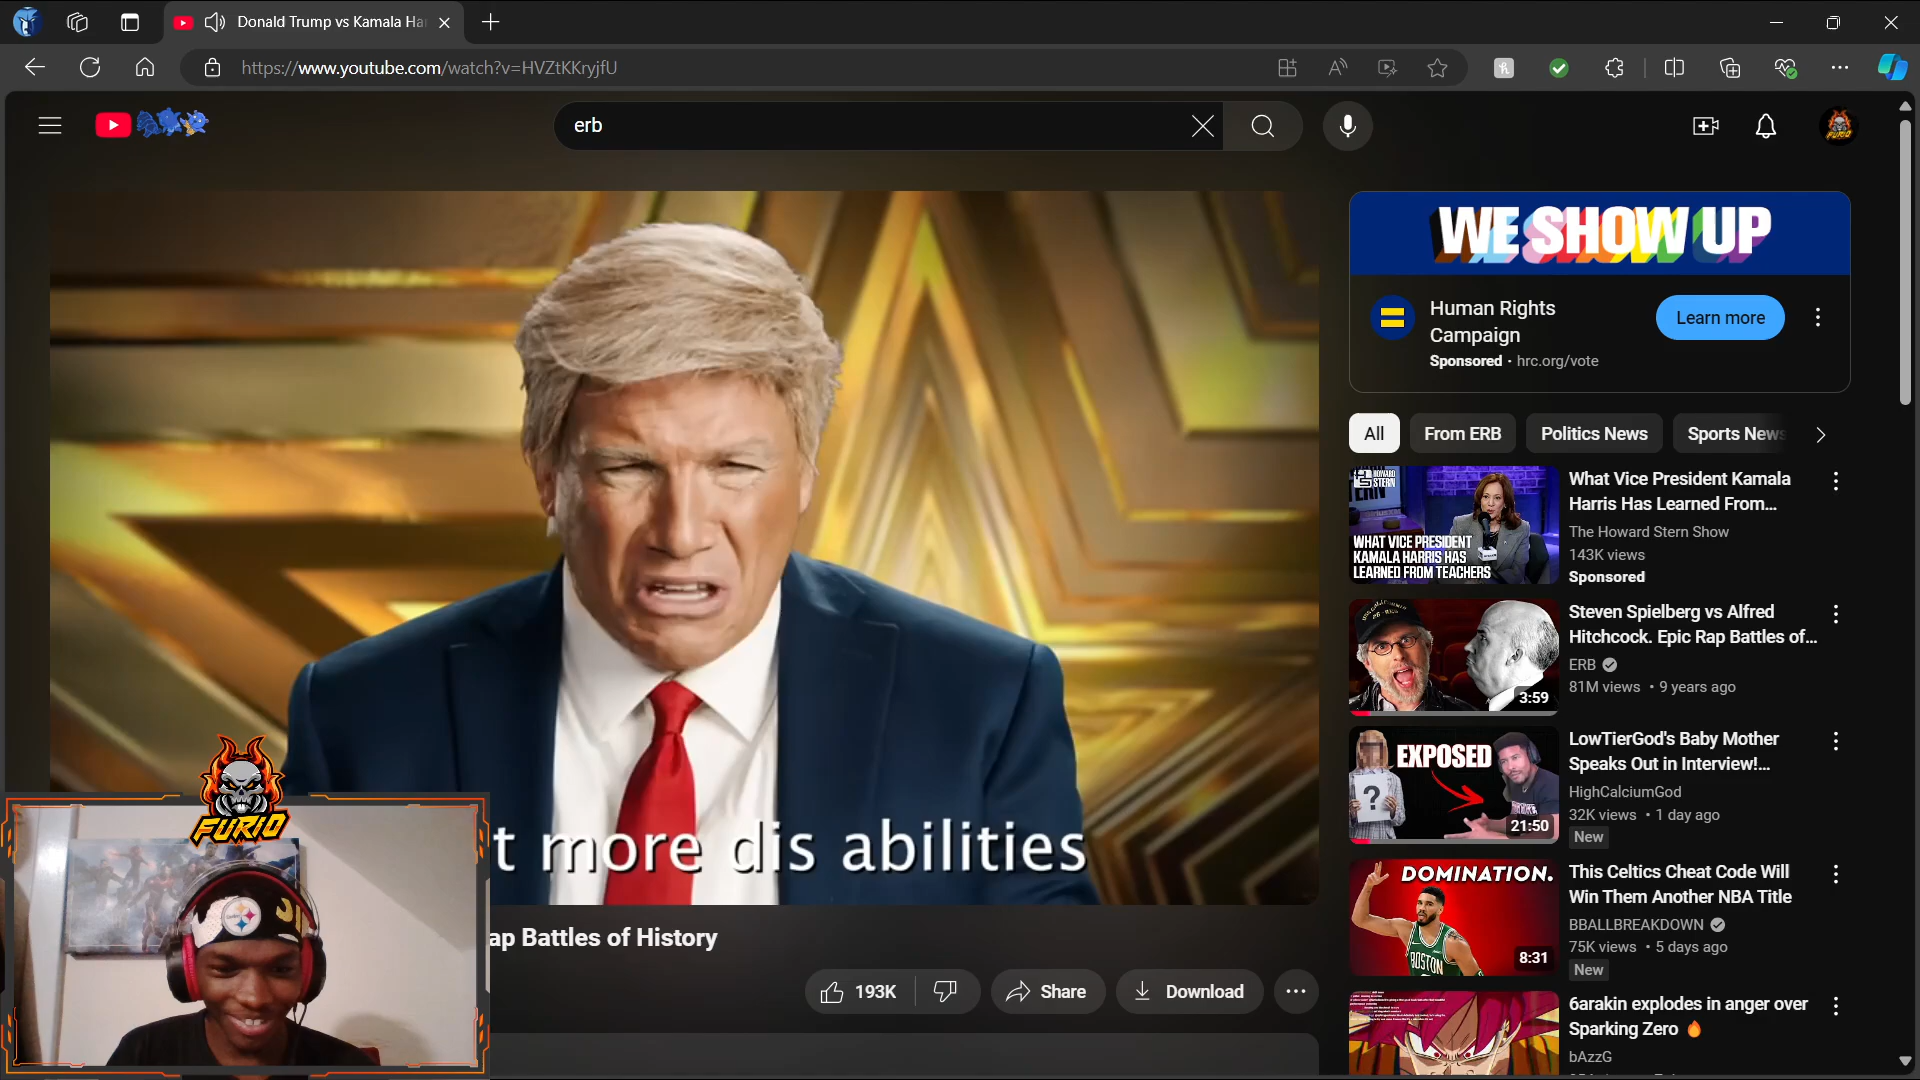 Donald Trump vs Kamala Ha
https://www.youtube.com/watch?v=HVZtKKryjfU
erb
WE SHOW UP
Human Rights
Campaign
Sponsored · hrc.org/vote
Learn more
All
From ERB
Politics News
Sports News
HOWARD
STERN
WHAT VICE PRESIDENT
KAMALA HARRIS HAS
LEARNED FROM TEACHERS
What Vice President Kamala
Harris Has Learned From...
The Howard Stern Show
143K views
Sponsored
3:59
Steven Spielberg vs Alfred
Hitchcock. Epic Rap Battles of...
ERB
81M views • 9 years ago
EXPOSED
?
21:50
LowTierGod's Baby Mother
Speaks Out in Interview!...
HighCalciumGod
32K views • 1 day ago
New
DOMINATION.
BOSTON
8:31
This Celtics Cheat Code Will
Win Them Another NBA Title
BBALLBREAKDOWN
75K views • 5 days ago
New
6arakin explodes in anger over
Sparking Zero 🔥
bAzzG
t more dis abilities
FURIO
Steelers
ap Battles of History
193K
Share
Download